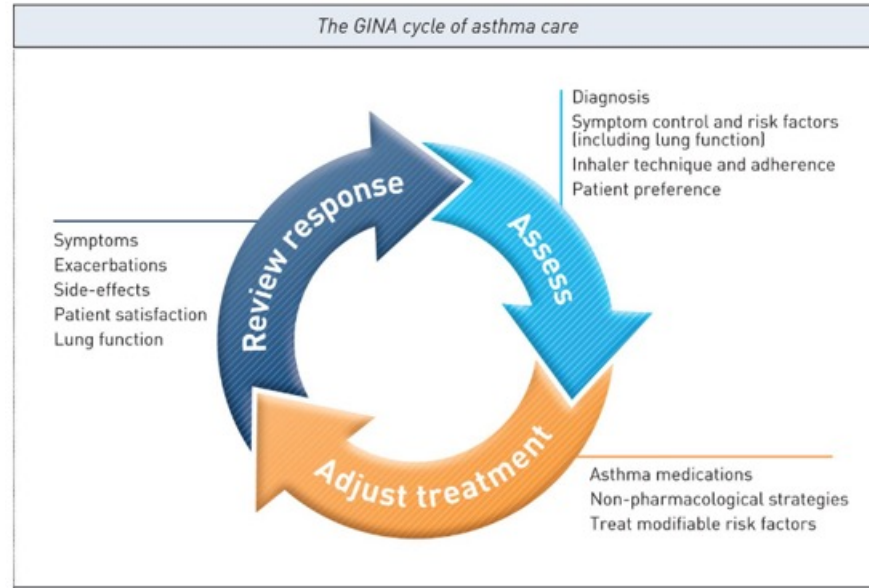 The GINA cycle of asthma care
Diagnosis
Symptom control and risk factors
(including lung function)
Inhaler technique and adherence
Patient preference
Assess
Review response
Symptoms
Exacerbations
Side-effects
Patient satisfaction
Lung function
Adjust treatment
Asthma medications
Non-pharmacological strategies
Treat modifiable risk factors